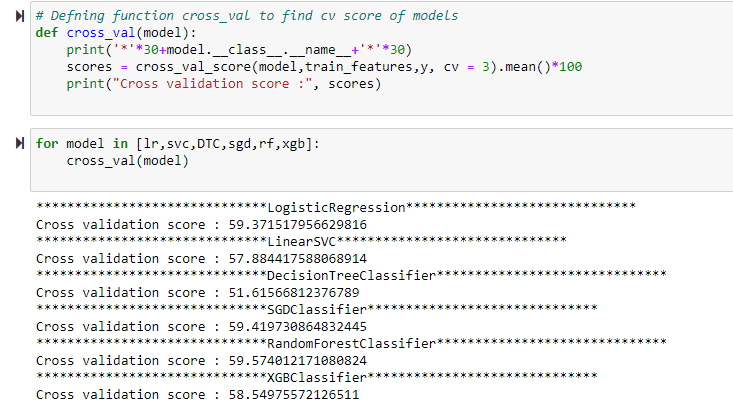 # Defning function cross_val to find cv score of models
def cross_val(model):
    print('*'*30+model.__class__.__name__+'*'*30)
    scores = cross_val_score(model,train_features,y, cv = 3).mean()*100
    print("Cross validation score :", scores)
for model in [lr,svc,DTC,sgd,rf,xgb]:
    cross_val(model)
******************************LogisticRegression******************************
Cross validation score : 59.371517956629816
******************************LinearSVC******************************
Cross validation score : 57.884417588068914
******************************DecisionTreeClassifier******************************
Cross validation score : 51.61566812376789
******************************SGDClassifier******************************
Cross validation score : 59.419730864832445
******************************RandomForestClassifier******************************
Cross validation score : 59.574012171080824
******************************XGBClassifier******************************
Cross validation score : 58.54975572126511